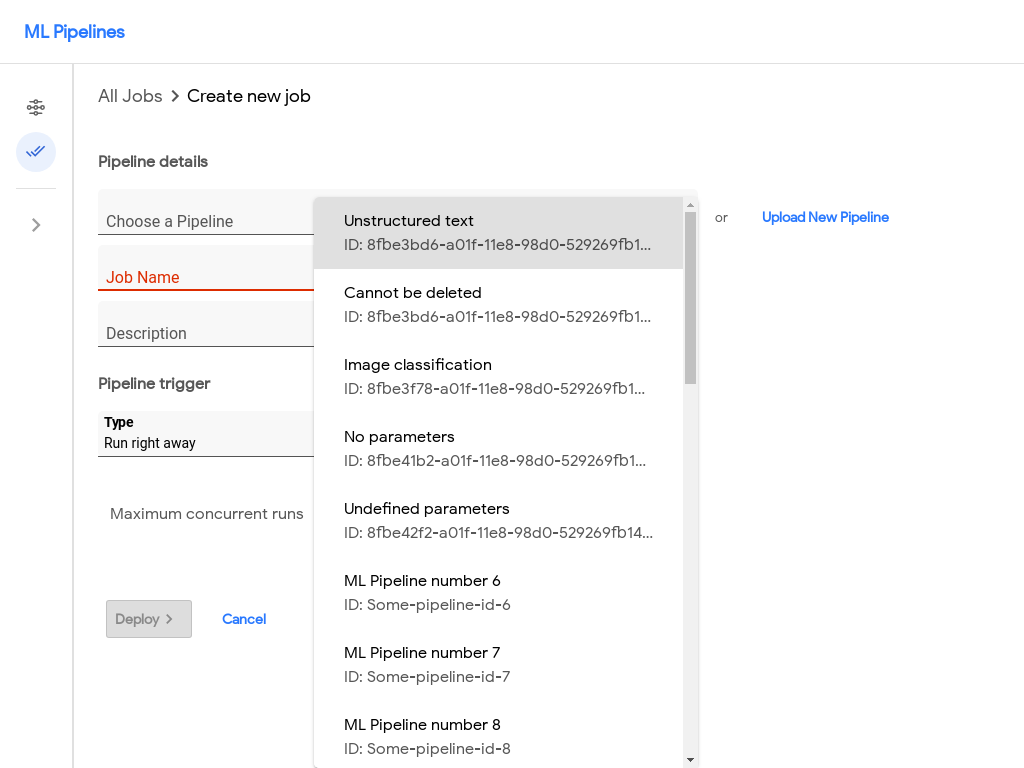 ML Pipelines
All Jobs > Create new job
Pipeline details
Choose a Pipeline
or
Upload New Pipeline
Job Name
Description
Pipeline trigger
Type
Run right away
Maximum concurrent runs
Deploy
Cancel
Unstructured text
ID: 8fbe3bd6-a01f-11e8-98d0-529269fb1...
Cannot be deleted
ID: 8fbe3bd6-a01f-11e8-98d0-529269fb1...
Image classification
ID: 8fbe3f78-a01f-11e8-98d0-529269fb1...
No parameters
ID: 8fbe41b2-a01f-11e8-98d0-529269fb1...
Undefined parameters
ID: 8fbe42f2-a01f-11e8-98d0-529269fb14...
ML Pipeline number 6
ID: Some-pipeline-id-6
ML Pipeline number 7
ID: Some-pipeline-id-7
ML Pipeline number 8
ID: Some-pipeline-id-8